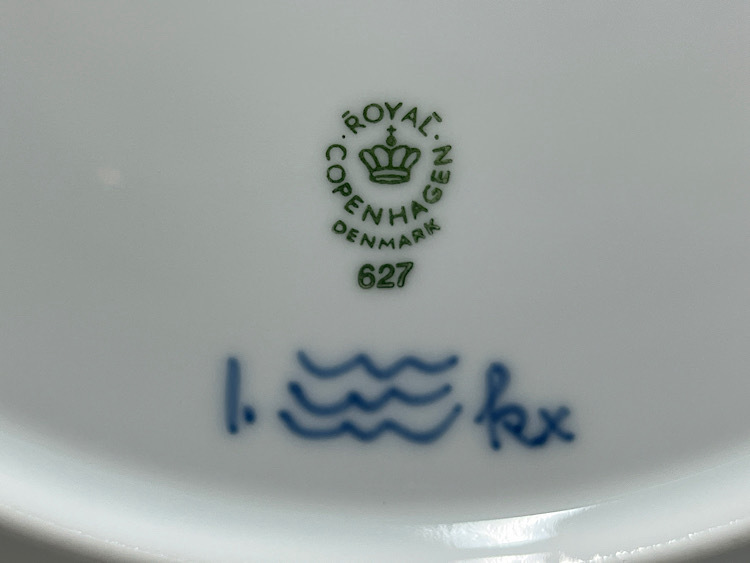 ROYAL
COPENHAGEN
DENMARK
627
1. kx